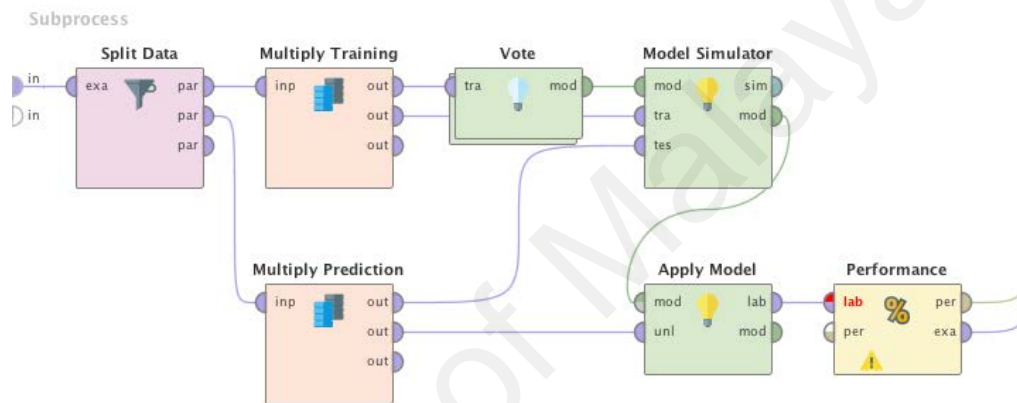 Subprocess
Split Data
Multiply Training
Vote
Model Simulator
in
exa
par
inp
out
tra
mod
mod
sim
in
par
out
tra
mod
par
out
tes
Multiply Prediction
Apply Model
Performance
inp
out
mod
lab
lab
per
out
unl
mod
per
exa
out
of Malaya